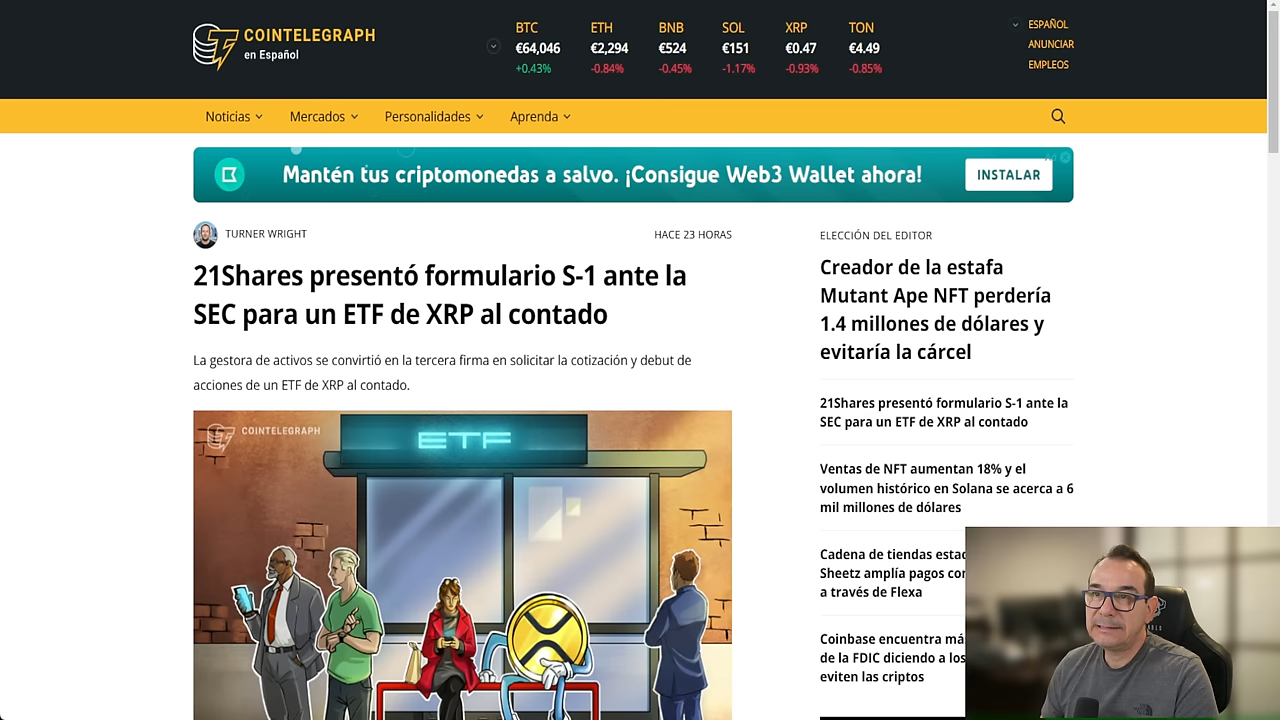 COINTELEGRAPH
en Español
BTC
€64,046
+0.43%
ETH
€2,294
-0.84%
BNB
€524
-0.45%
SOL
€151
-1.17%
XRP
€0.47
-0.93%
TON
€4.49
-0.85%
ESPAÑOL
ANUNCIAR
EMPLEOS
Noticias
Mercados
Personalidades
Aprenda
Mantén tus criptomonedas a salvo. ¡Consigue Web3 Wallet ahora!
INSTALAR
TURNER WRIGHT
HACE 23 HORAS
21Shares presentó formulario S-1 ante la
SEC para un ETF de XRP al contado
La gestora de activos se convirtió en la tercera firma en solicitar la cotización y debut de
acciones de un ETF de XRP al contado.
COINTELEGRAPH
ETF
ELECCIÓN DEL EDITOR
Creador de la estafa
Mutant Ape NFT perdería
1.4 millones de dólares y
evitaría la cárcel
21Shares presentó formulario S-1 ante la
SEC para un ETF de XRP al contado
Ventas de NFT aumentan 18% y el
volumen histórico en Solana se acerca a 6
mil millones de dólares
Cadena de tiendas estad
Sheetz amplía pagos con
a través de Flexa
Coinbase encuentra má
de la FDIC diciendo a los
eviten las criptos